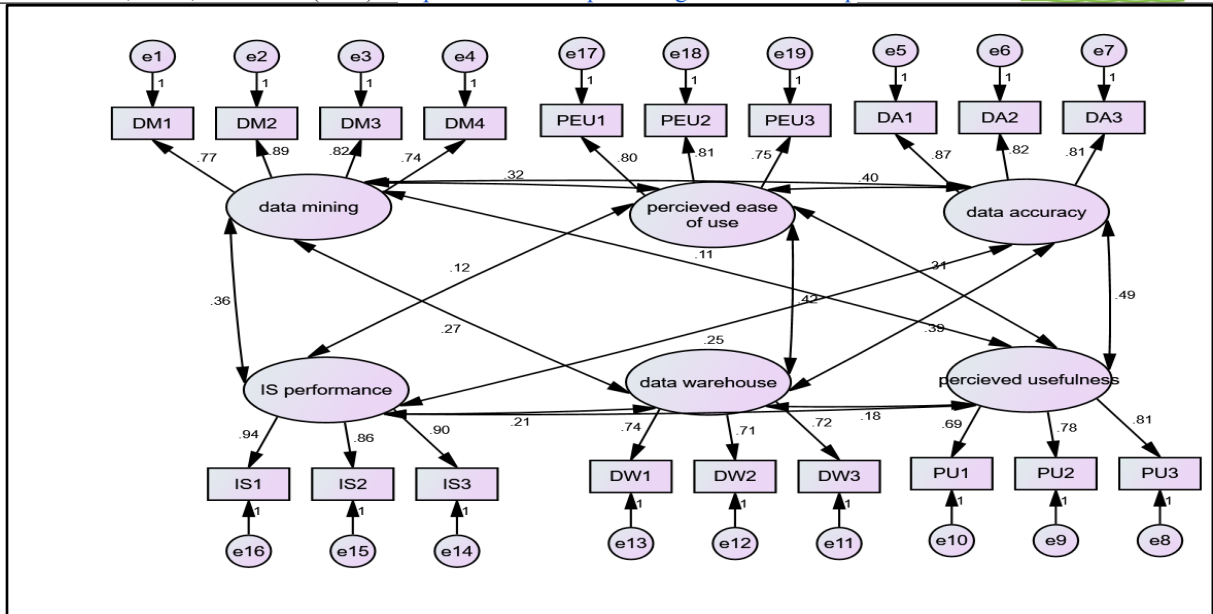 e1 e2 e3 e4 e17 e18 e19 e5 e6 e7
1 1 1 1 1 1 1 1 1 1
DM1 DM2 DM3 DM4 PEU1 PEU2 PEU3 DA1 DA2 DA3
.77 .89 .82 .74 .80 .81 .75 .87 .82 .81
.32 .40
data mining
percieved ease
of use
data accuracy
.11 .31
.12
.36 .42 .49
.27 .39
.25
IS performance
data warehouse
percieved usefulness
.21 .18
.94 .86 .90 .74 .71 .72 .69 .78 .81
IS1 IS2 IS3 DW1 DW2 DW3 PU1 PU2 PU3
1 1 1 1 1 1 1 1 1
e16 e15 e14 e13 e12 e11 e10 e9 e8